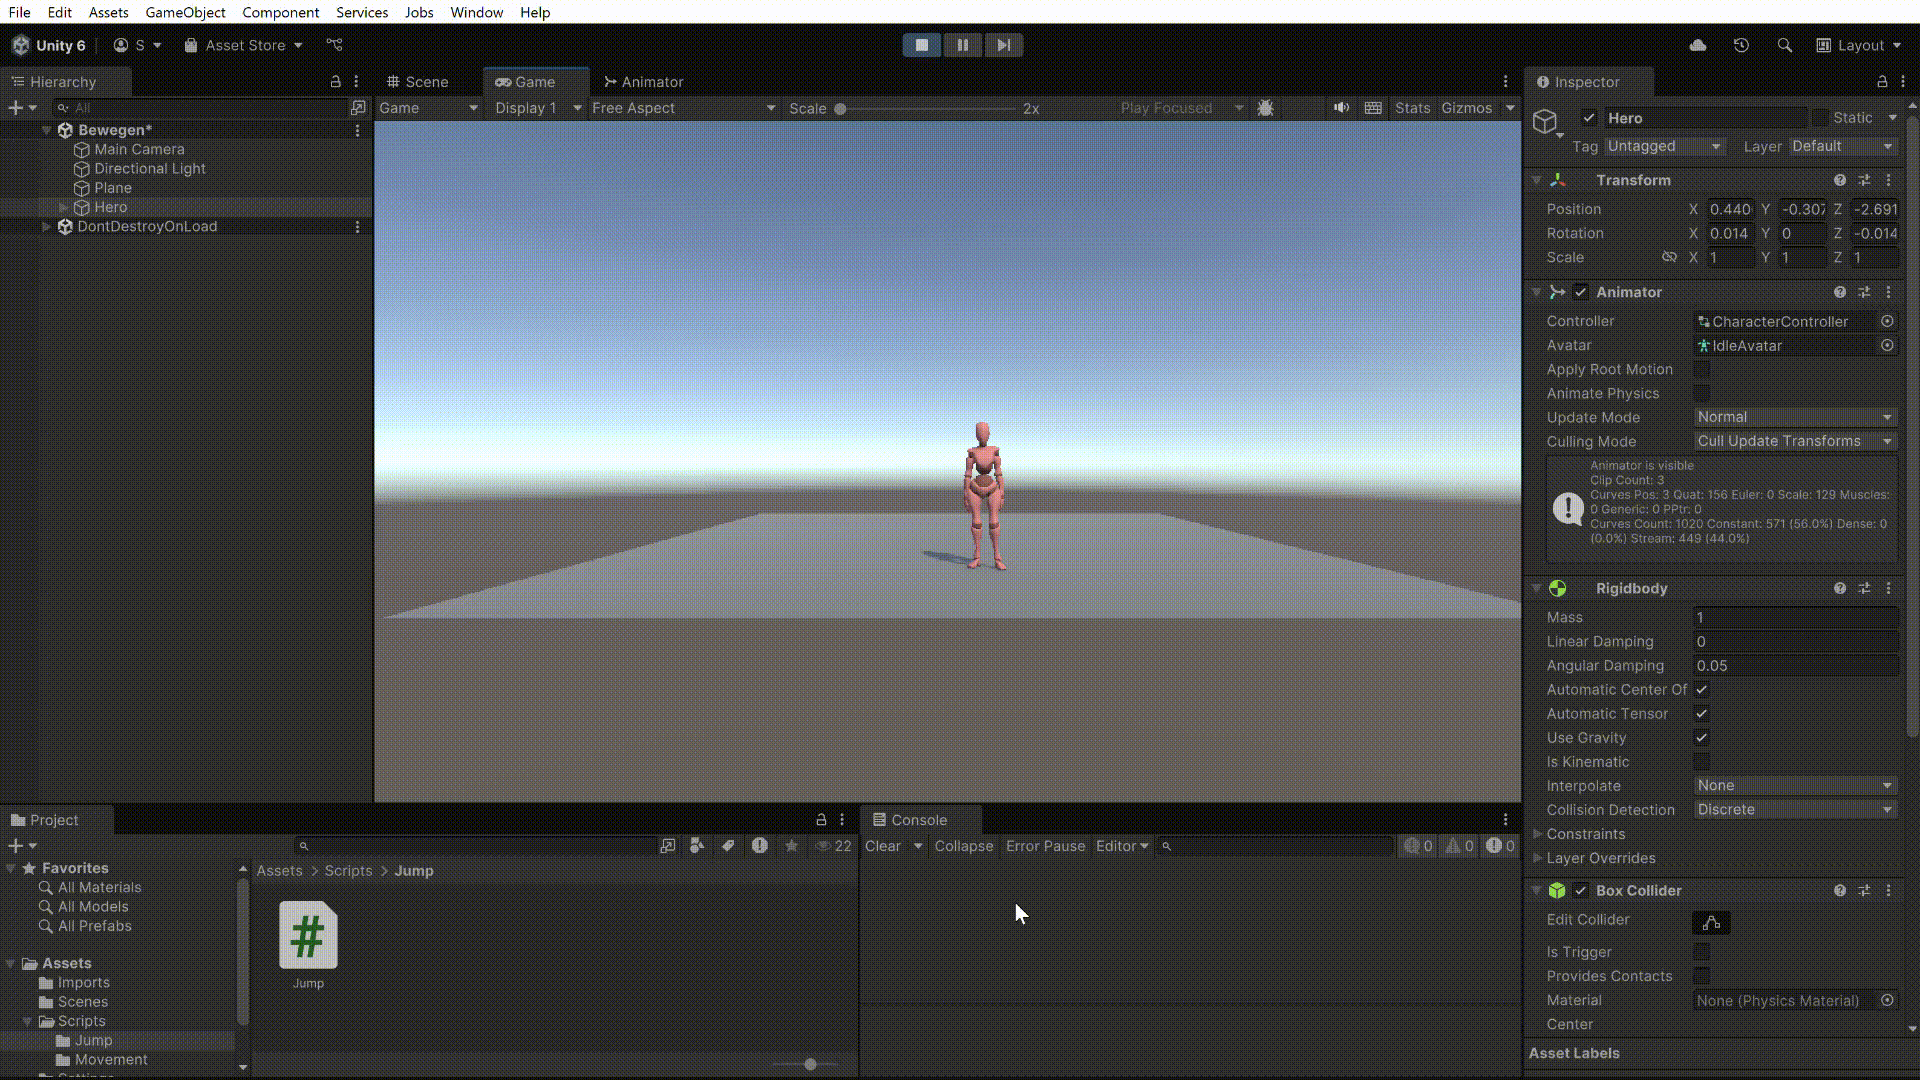 File Edit Assets GameObject Component Services Jobs Window Help
Unity 6 S Asset Store Layout
Hierarchy
All
Bewegen*
Main Camera
Directional Light
Plane
Hero
DontDestroyOnLoad
Scene Game Animator
Game Display 1 Free Aspect Scale 2x Play Focused Stats Gizmos
Inspector
Hero Static
Tag Untagged Layer Default
Transform
Position X 0.440 Y -0.307 Z -2.691
Rotation X 0.014 Y 0 Z -0.014
Scale X 1 Y 1 Z 1
Animator
Controller CharacterController
Avatar IdleAvatar
Apply Root Motion
Animate Physics
Update Mode Normal
Culling Mode Cull Update Transforms
Animator is visible
Clip Count: 3
Curves Pos: 3 Quat: 156 Euler: 0 Scale: 129 Muscles:
0 Generic: 0 PPtr: 0
Curves Count: 1020 Constant: 571 (56.0%) Dense: 0
(0.0%) Stream: 449 (44.0%)
Rigidbody
Mass 1
Linear Damping 0
Angular Damping 0.05
Automatic Center Of
Automatic Tensor
Use Gravity
Is Kinematic
Interpolate None
Collision Detection Discrete
Constraints
Layer Overrides
Box Collider
Edit Collider
Is Trigger
Provides Contacts
Material None (Physics Material)
Center
Asset Labels
Project
22
Favorites
All Materials
All Models
All Prefabs
Assets
Imports
Scenes
Scripts
Jump
Movement
Assets > Scripts > Jump
#
Jump
Console
Clear Collapse Error Pause Editor 0 0 0